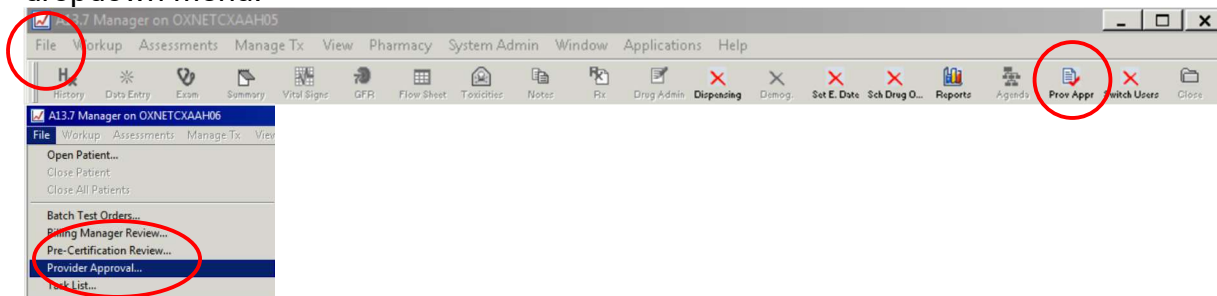 dropdown menu.
A13.7 Manager on OXNETCXAAH05
File Workup Assessments Manage Tx View Pharmacy System Admin Window Applications Help
History Data Entry Exam Summary Vital Signs GFR Flow Sheet Toxicities Notes Rx Drug Admin Dispensing Demog. Set E. Date Sch Drug O... Reports Agenda Prov Appr Switch Users Close
A13.7 Manager on OXNETCXAAH06
File Workup Assessments Manage Tx View
Open Patient...
Close Patient
Close All Patients
Batch Test Orders...
Billing Manager Review...
Pre-Certification Review...
Provider Approval...
Task List...